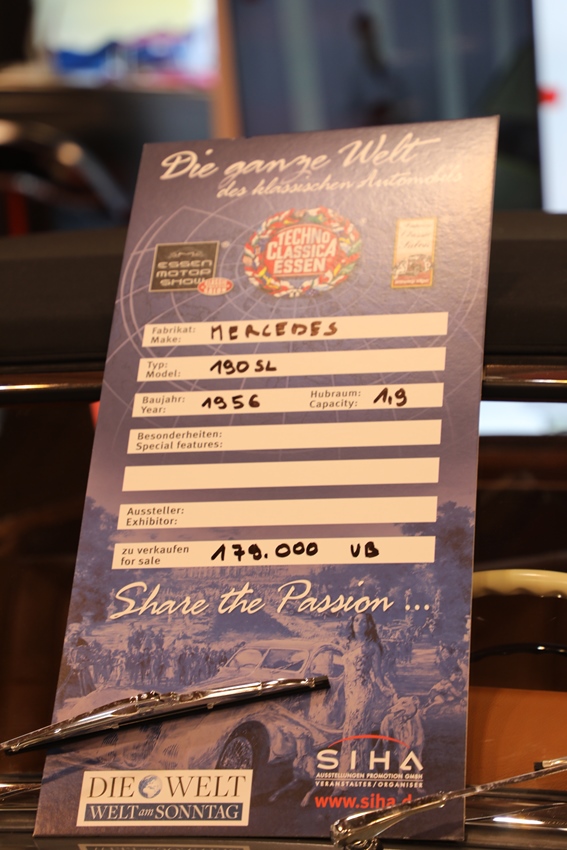 Die ganze Welt
des klassischen Automobils
ESSEN
MOTOR
SHOW
TECHNO
CLASSICA
ESSEN
Fabrikat:
Make:
MERCEDES
Typ:
Model:
190 SL
Baujahr:
Year:
1956
Hubraum:
Capacity:
1,9
Besonderheiten:
Special features:
Aussteller:
Exhibitor:
zu verkaufen
for sale
179.000 VB
Share the Passion ...
SIHA
AUSSTELLUNGEN PROMOTION GMBH
VERANSTALTER/ORGANISER
www.siha.d
DIE WELT
WELT am SONNTAG